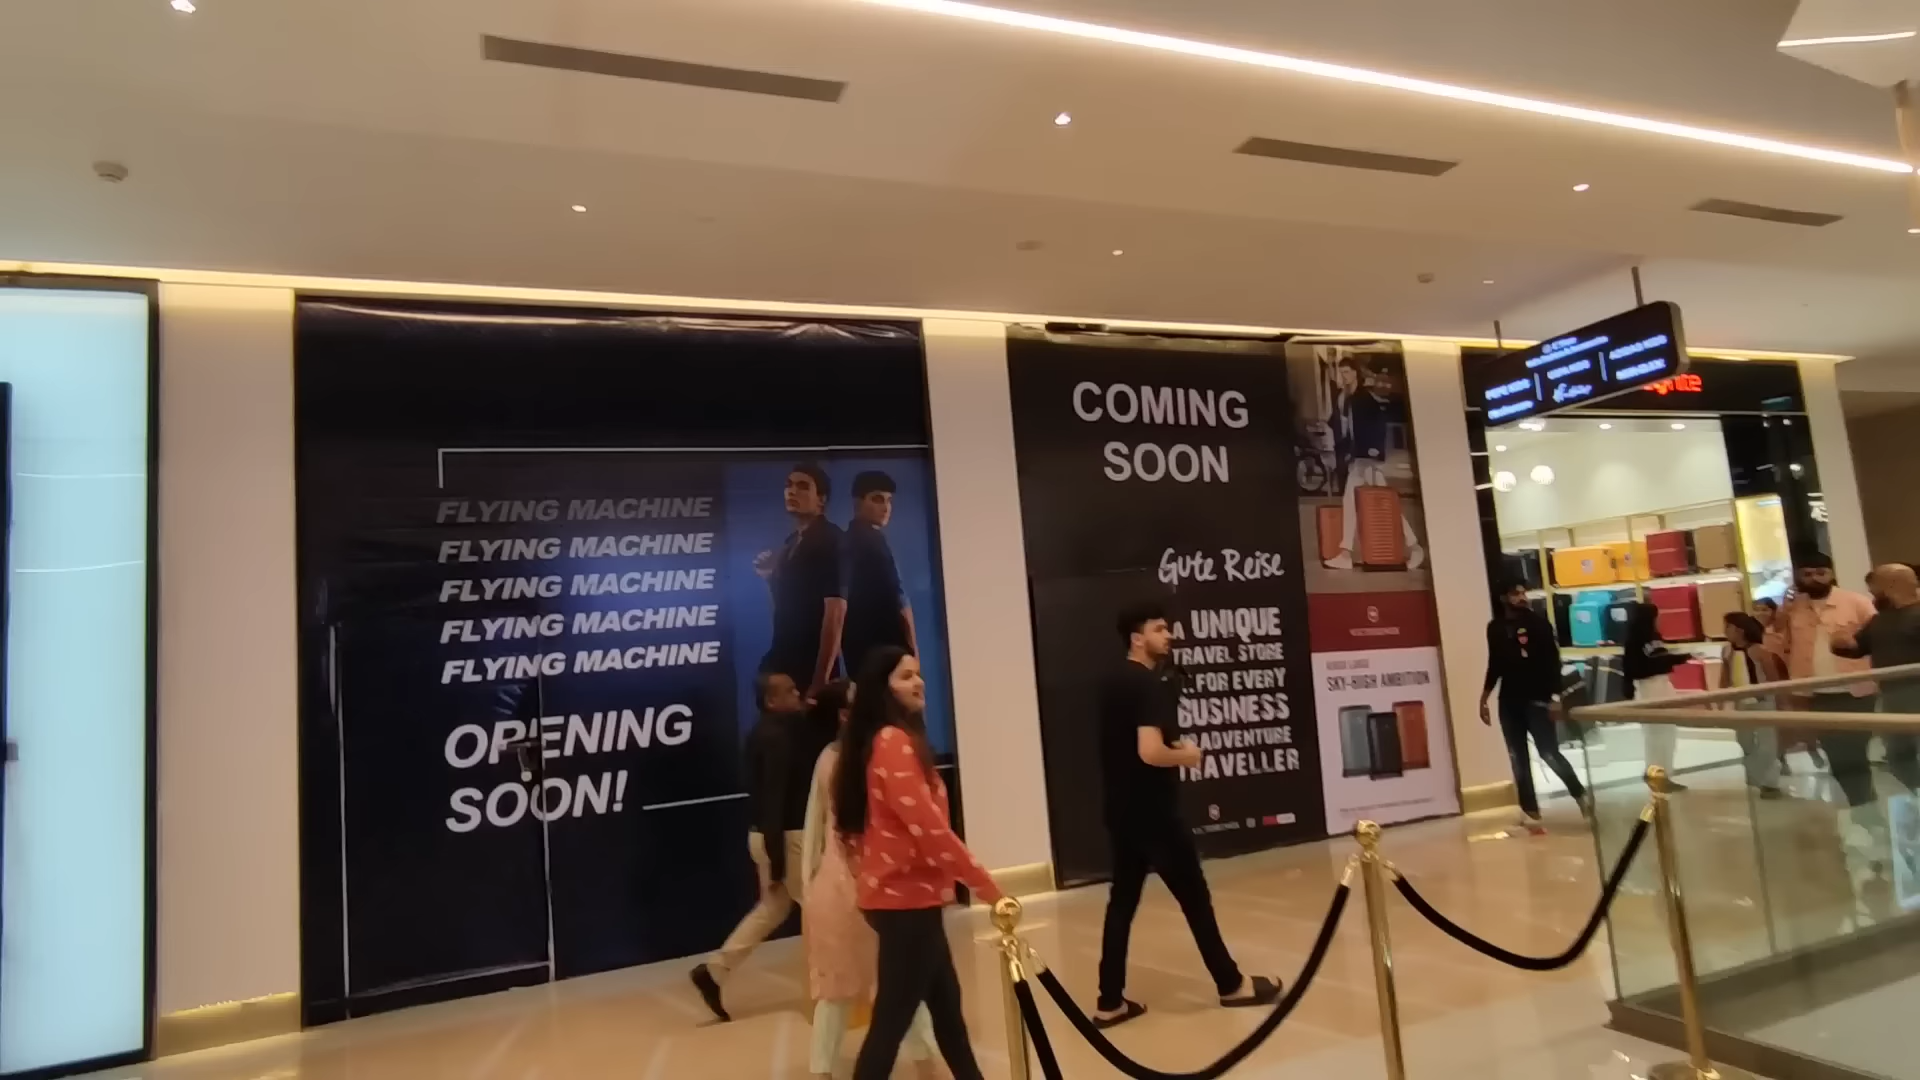 FLYING MACHINE
FLYING MACHINE
FLYING MACHINE
FLYING MACHINE
FLYING MACHINE
OPENING
SOON!
COMING
SOON
Gute Reise
A UNIQUE
TRAVEL STORE
FOR EVERY
BUSINESS
ADVENTURE
TRAVELLER
SKY-HIGH AMBITION